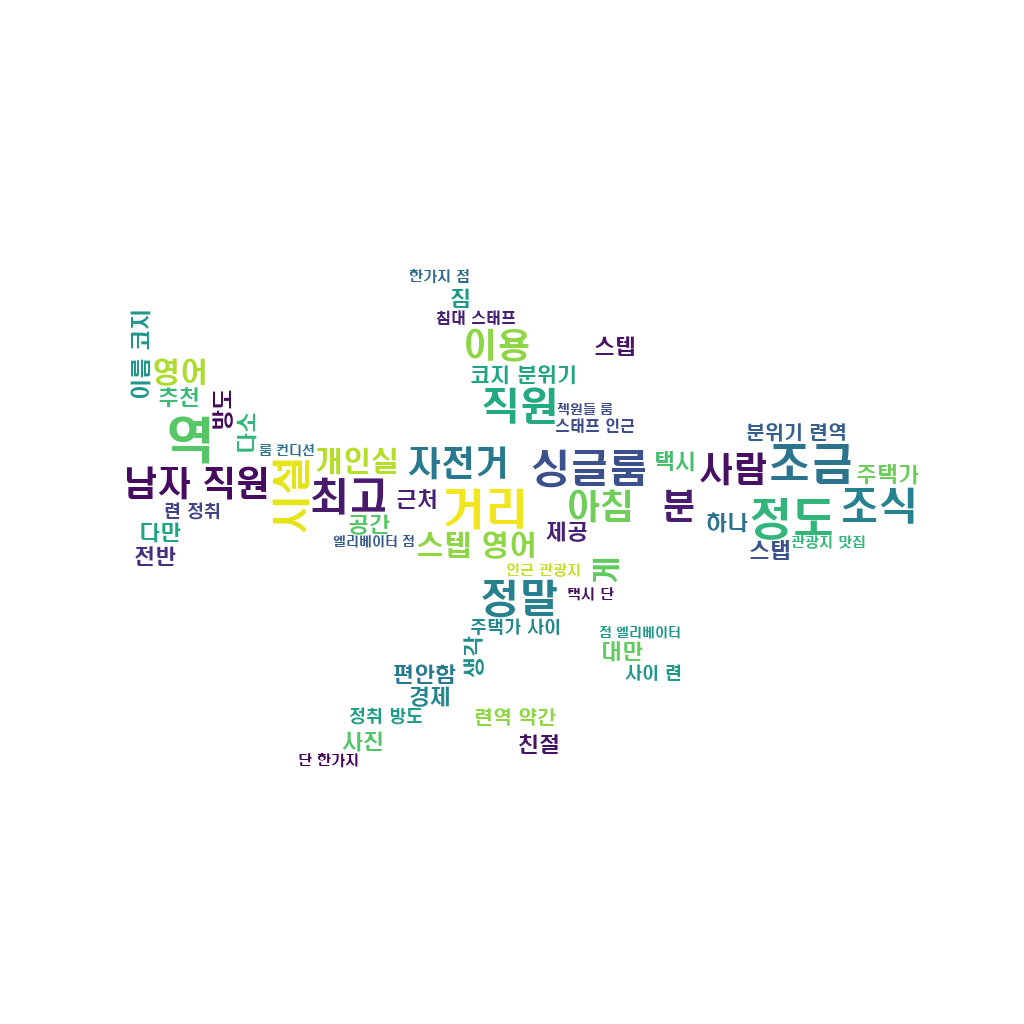 한가지 점
짐
침대 스태프
이용
스텝
이름 코지
영어
추천
방도
다소
코지 분위기
직원
젝원들 룸
스태프 인근
분위기 련역
역
룸 컨디션
개인실
자전거
싱글룸
택시
사람
조금
주택가
남자 직원
시설
최고
근처
거리
아침
분
하나
정도
조식
련 정취
공간
제공
다만
엘리베이터 점
스텝 영어
스탭
관광지 맛집
전반
인근 관광지
게
정말
택시 단
주택가 사이
점 엘리베이터
생각
대만
편안함
사이 련
경제
정취 방도
련역 약간
사진
친절
단 한가지